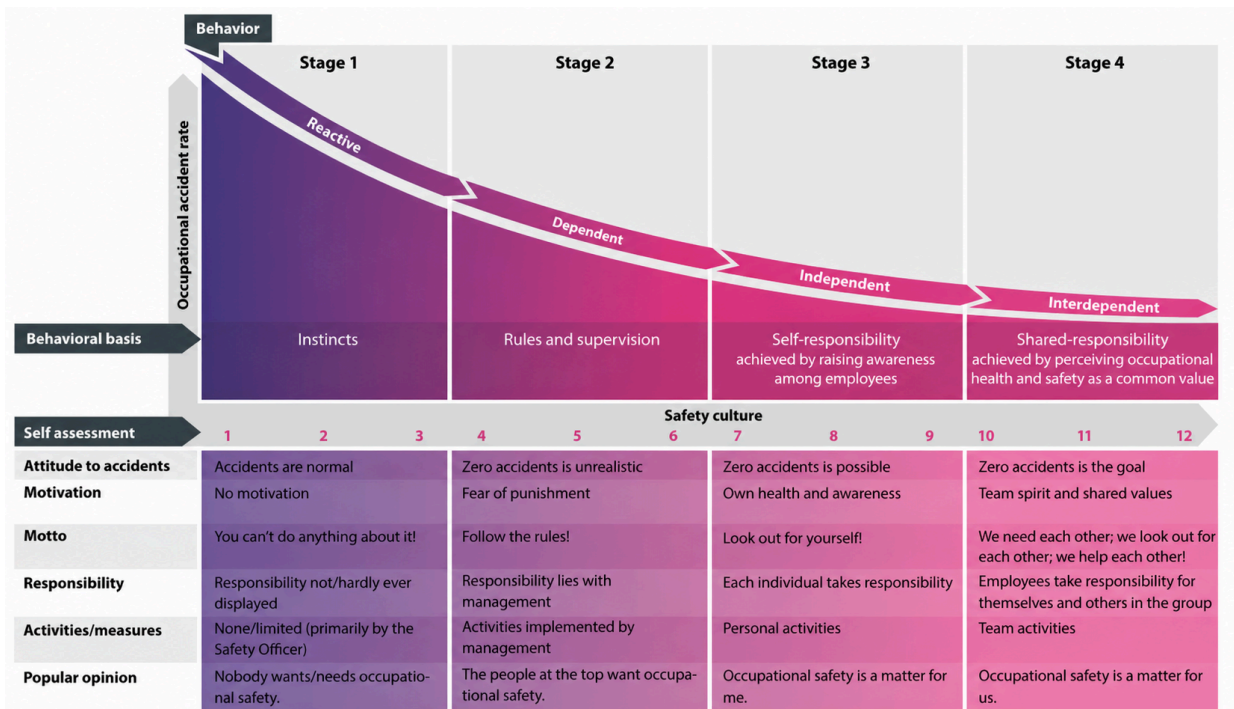 Behavior
Stage 1
Stage 2
Stage 3
Stage 4
Occupational accident rate
Reactive
Dependent
Independent
Interdependent
Behavioral basis
Instincts
Rules and supervision
Self-responsibility
achieved by raising awareness
among employees
Shared-responsibility
achieved by perceiving occupational
health and safety as a common value
Safety culture
Self assessment
1 2 3 4 5 6 7 8 9 10 11 12
Attitude to accidents
Accidents are normal
Zero accidents is unrealistic
Zero accidents is possible
Zero accidents is the goal
Motivation
No motivation
Fear of punishment
Own health and awareness
Team spirit and shared values
Motto
You can't do anything about it!
Follow the rules!
Look out for yourself!
We need each other; we look out for
each other; we help each other!
Responsibility
Responsibility not/hardly ever
displayed
Responsibility lies with
management
Each individual takes responsibility
Employees take responsibility for
themselves and others in the group
Activities/measures
None/limited (primarily by the
Safety Officer)
Activities implemented by
management
Personal activities
Team activities
Popular opinion
Nobody wants/needs occupatio-
nal safety.
The people at the top want occupa-
tional safety.
Occupational safety is a matter for
me.
Occupational safety is a matter for
us.